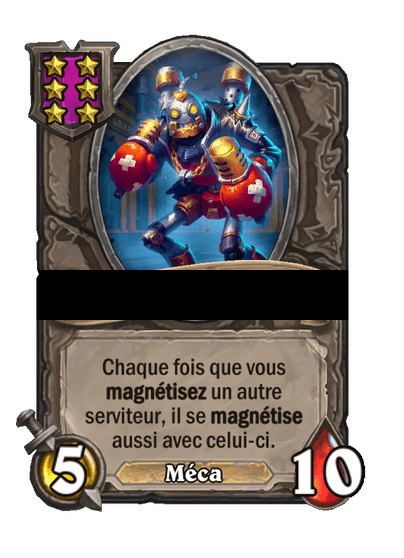 Chaque fois que vous
magnétisez un autre
serviteur, il se magnétise
aussi avec celui-ci.
5
Méca
10